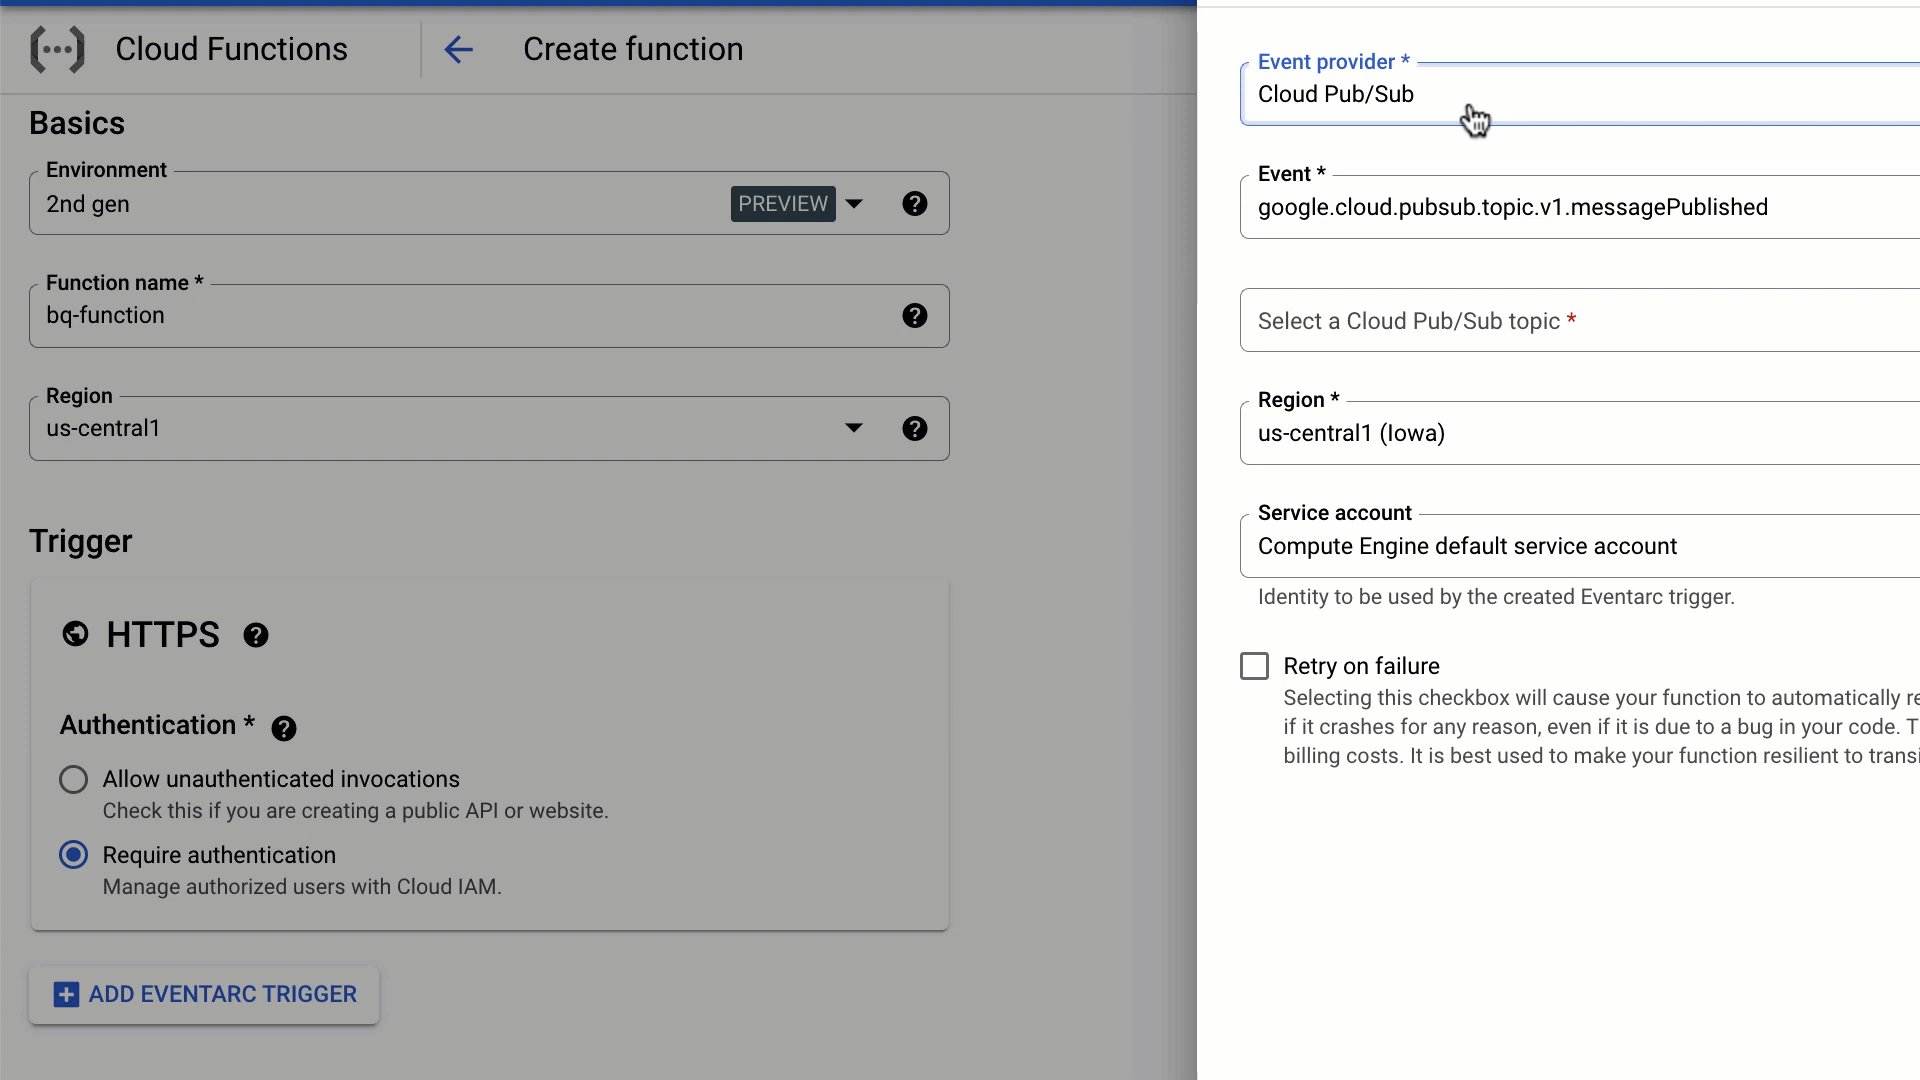 Cloud Functions
Create function
Basics
Environment
2nd gen
PREVIEW
Function name *
bq-function
Region
us-central1
Trigger
HTTPS
Authentication *
Allow unauthenticated invocations
Check this if you are creating a public API or website.
Require authentication
Manage authorized users with Cloud IAM.
ADD EVENTARC TRIGGER
Event provider *
Cloud Pub/Sub
Event *
google.cloud.pubsub.topic.v1.messagePublished
Select a Cloud Pub/Sub topic *
Region *
us-central1 (Iowa)
Service account
Compute Engine default service account
Identity to be used by the created Eventarc trigger.
Retry on failure
Selecting this checkbox will cause your function to automatically
if it crashes for any reason, even if it is due to a bug in your code.
billing costs. It is best used to make your function resilient to